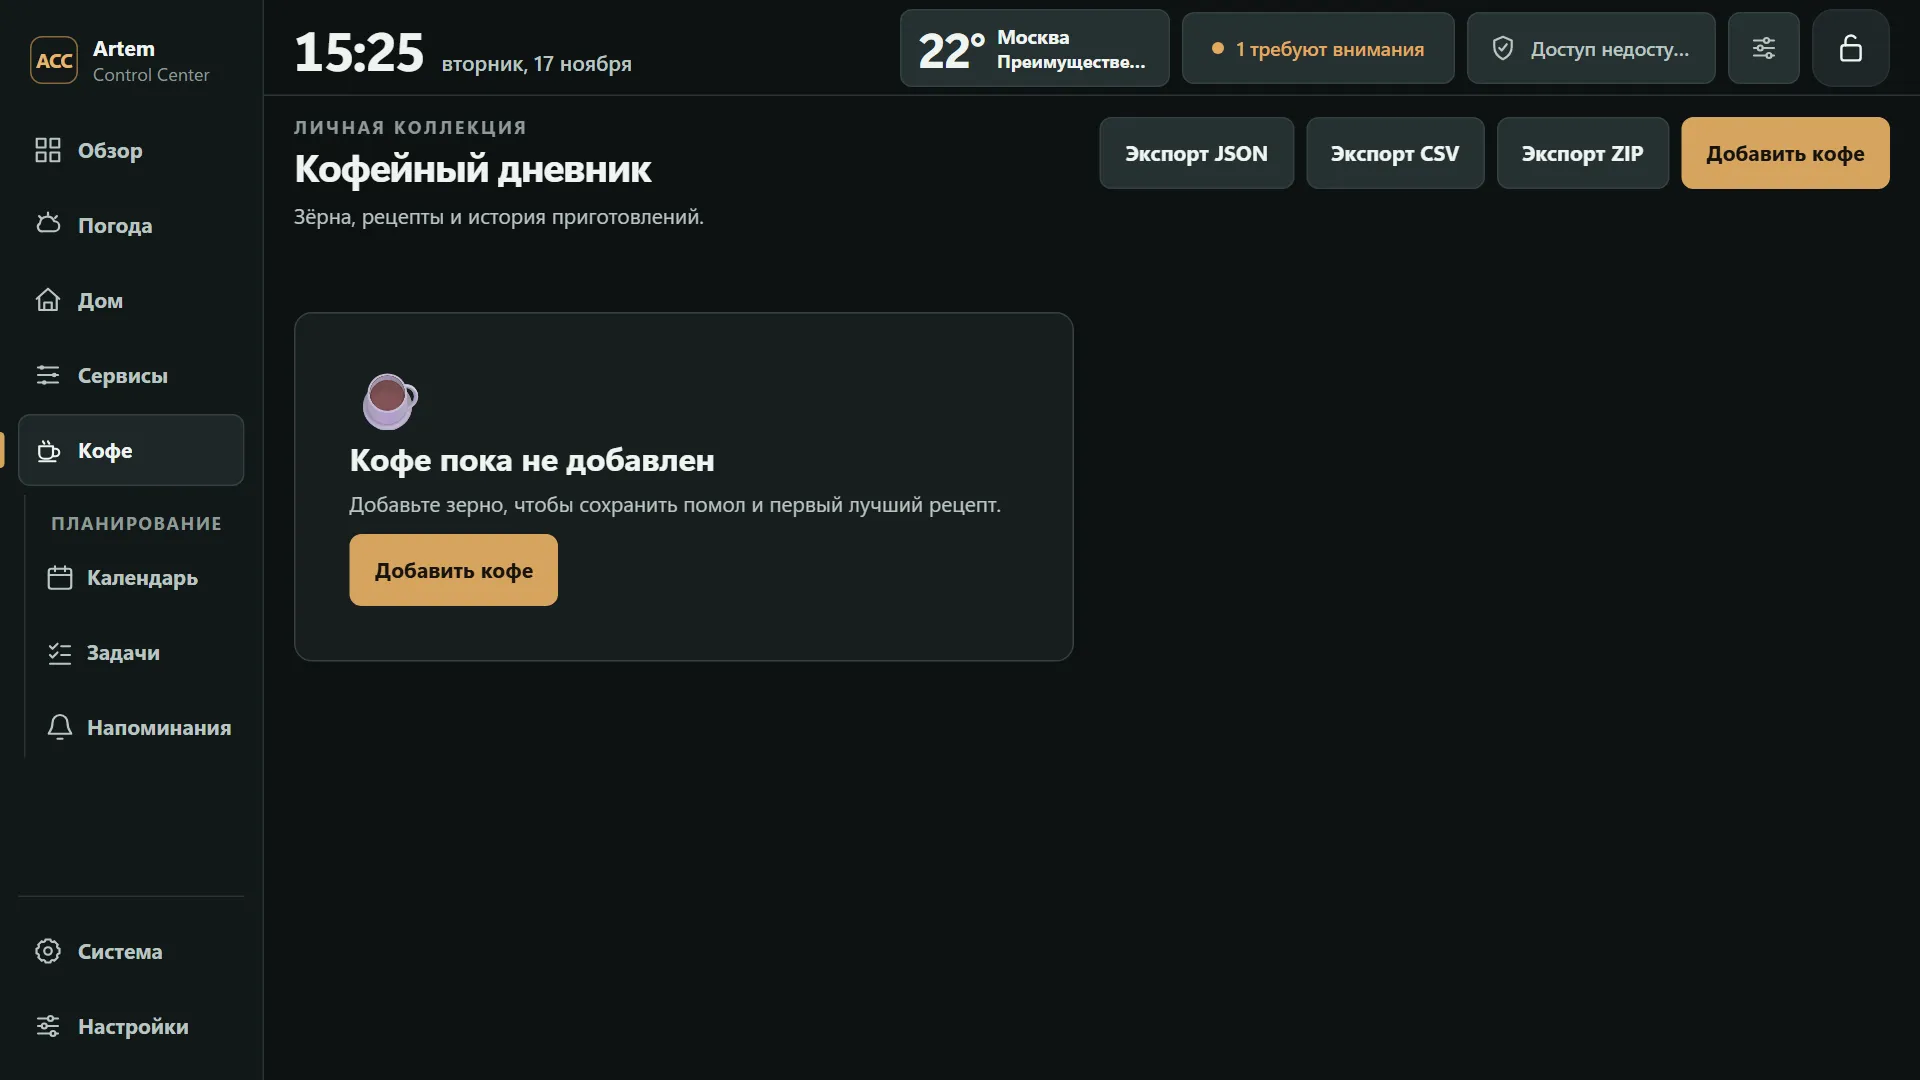 ACC
Artem
Control Center
Обзор
Погода
Дом
Сервисы
Кофе
ПЛАНИРОВАНИЕ
Календарь
Задачи
Напоминания
Система
Настройки
15:25 вторник, 17 ноября
22°
Москва
Преимуществе...
1 требуют внимания
Доступ недосту...
ЛИЧНАЯ КОЛЛЕКЦИЯ
Кофейный дневник
Зёрна, рецепты и история приготовлений.
Экспорт JSON
Экспорт CSV
Экспорт ZIP
Добавить кофе
Кофе пока не добавлен
Добавьте зерно, чтобы сохранить помол и первый лучший рецепт.
Добавить кофе